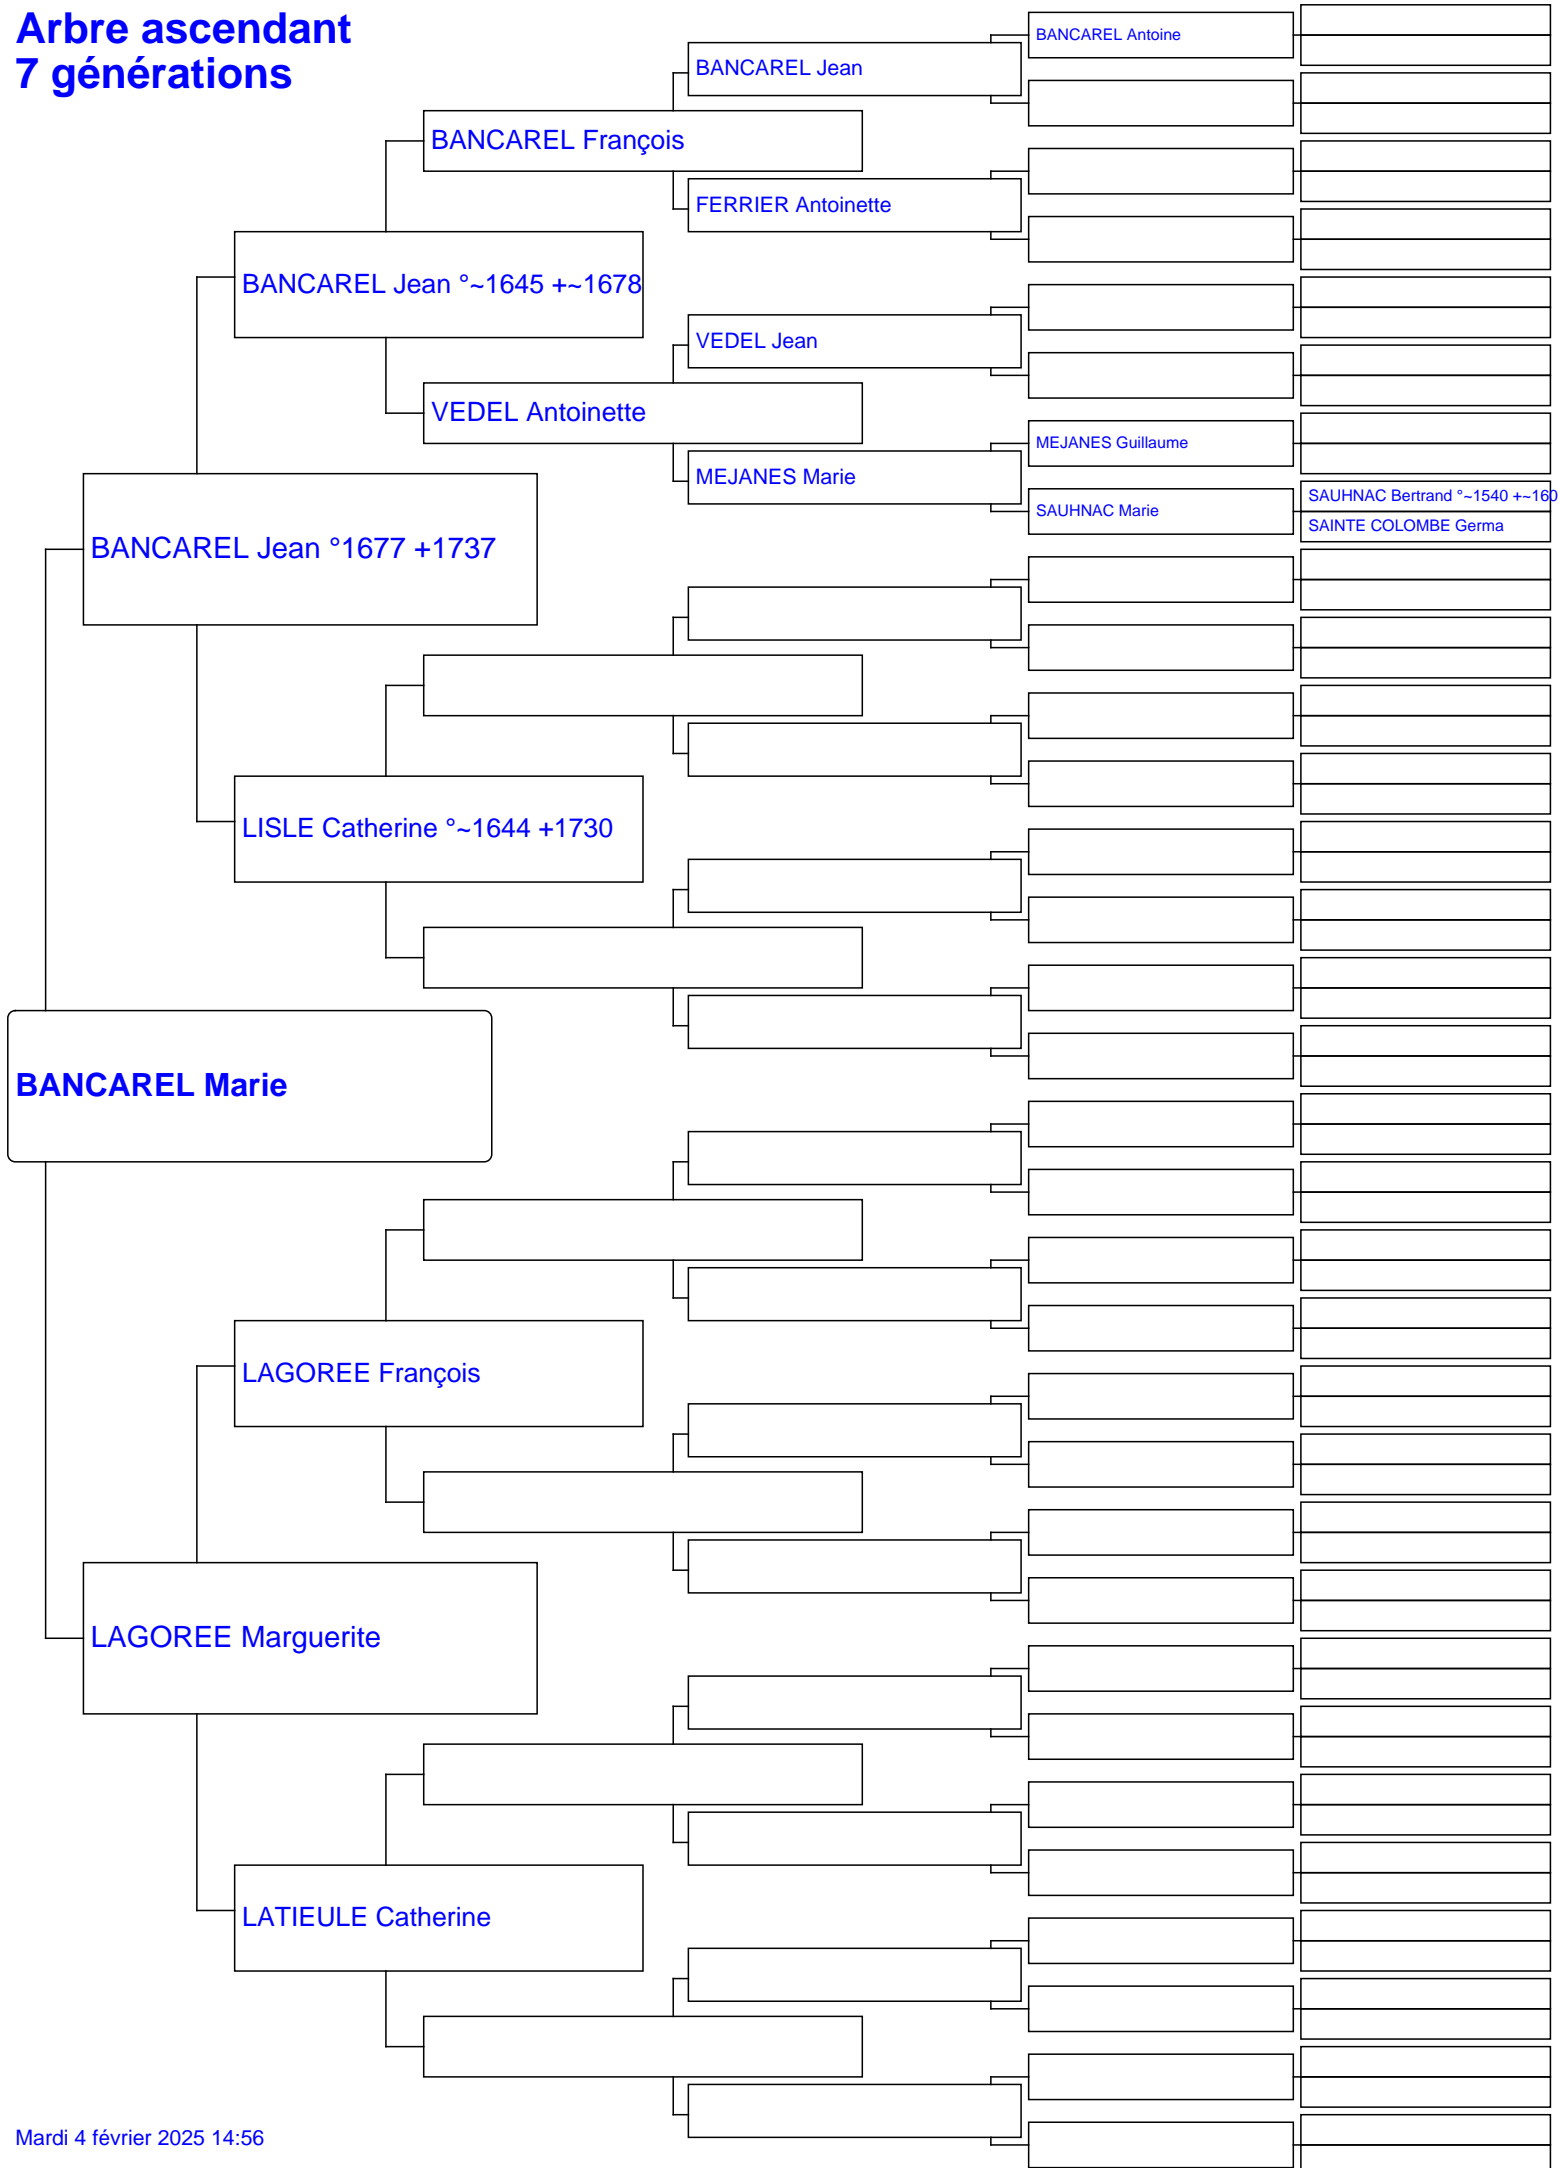 Arbre ascendant
7 générations
BANCAREL Antoine
BANCAREL Jean
BANCAREL François
FERRIER Antoinette
BANCAREL Jean °~1645 +~1678
VEDEL Jean
VEDEL Antoinette
MEJANES Guillaume
MEJANES Marie
SAUHNAC Bertrand °~1540 +~160
SAUHNAC Marie
SAINTE COLOMBE Germa
BANCAREL Jean °1677 +1737
LISLE Catherine °~1644 +1730
BANCAREL Marie
LAGOREE François
LAGOREE Marguerite
LATIEULE Catherine
Mardi 4 février 2025 14:56